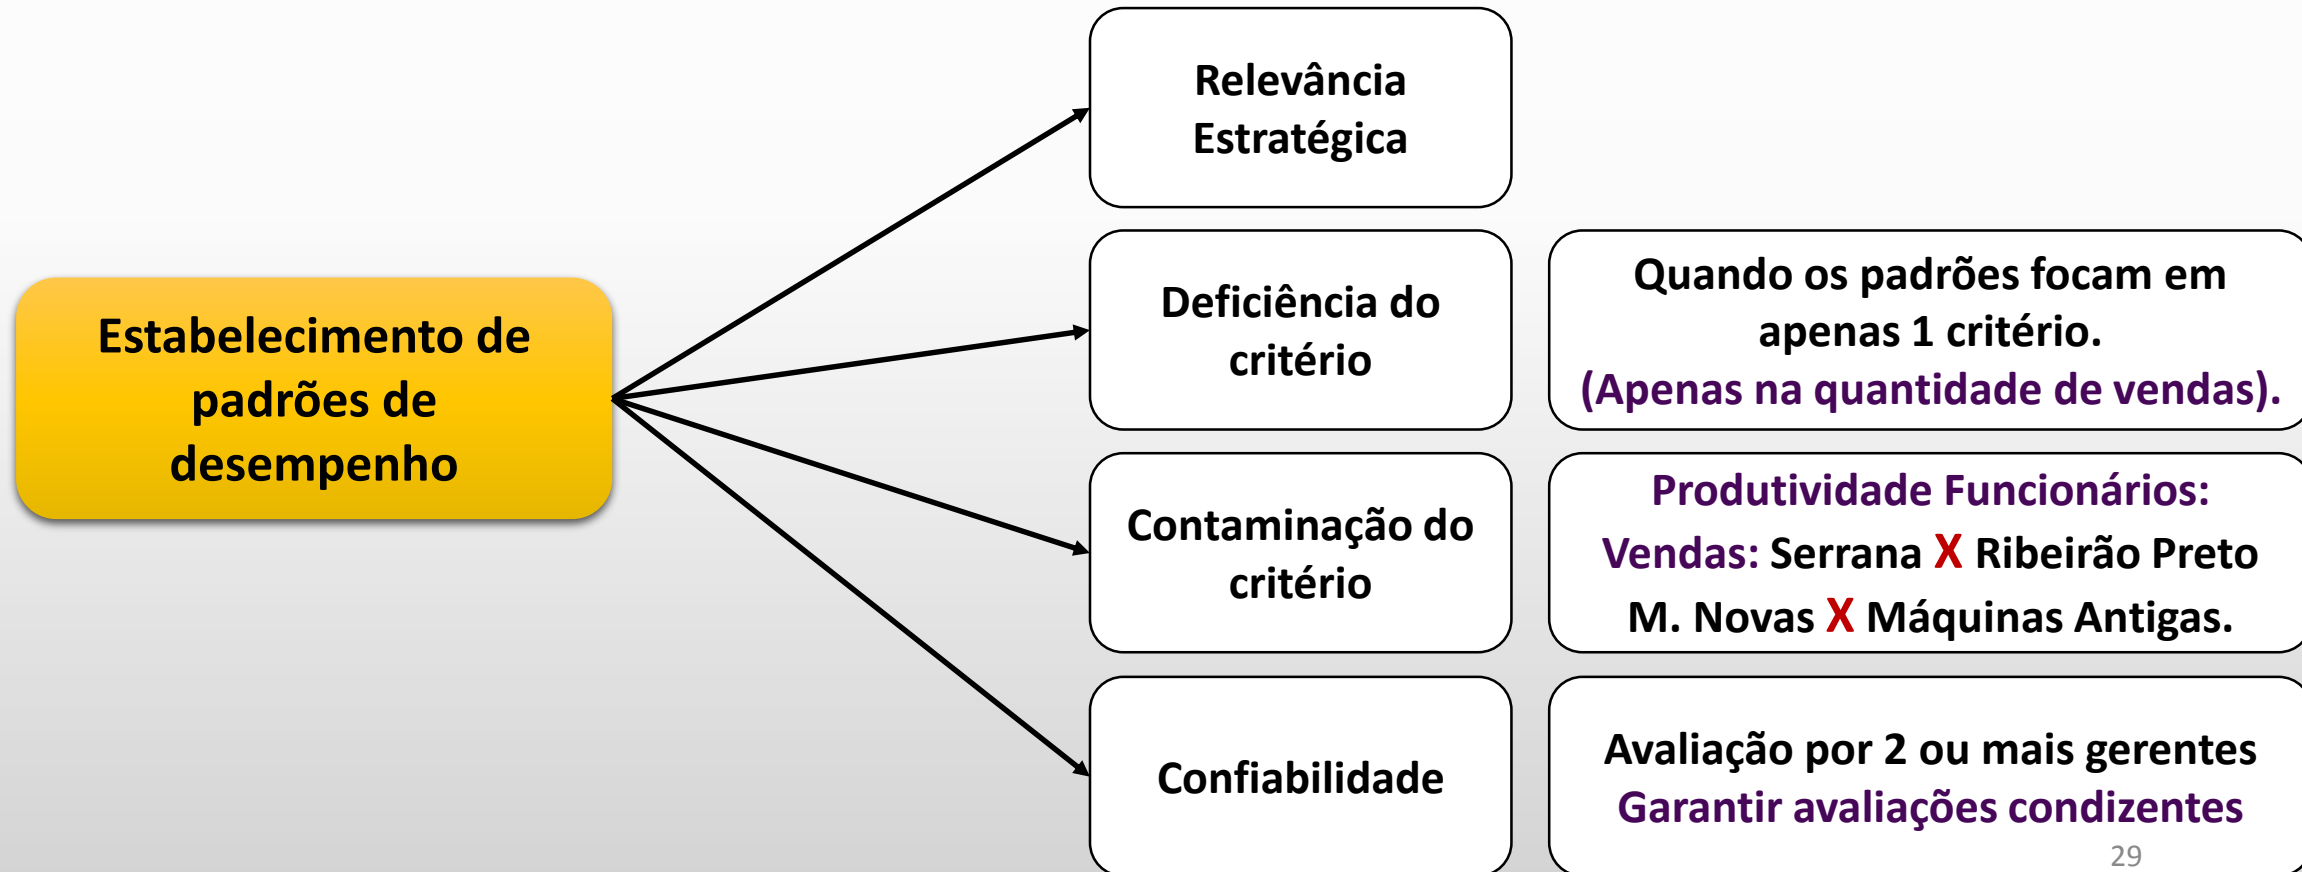 Estabelecimento de
padrões de
desempenho
Relevância
Estratégica
Deficiência do
critério
Quando os padrões focam em
apenas 1 critério.
(Apenas na quantidade de vendas).
Contaminação do
critério
Produtividade Funcionários:
Vendas: Serrana X Ribeirão Preto
M. Novas X Máquinas Antigas.
Confiabilidade
Avaliação por 2 ou mais gerentes
Garantir avaliações condizentes
29